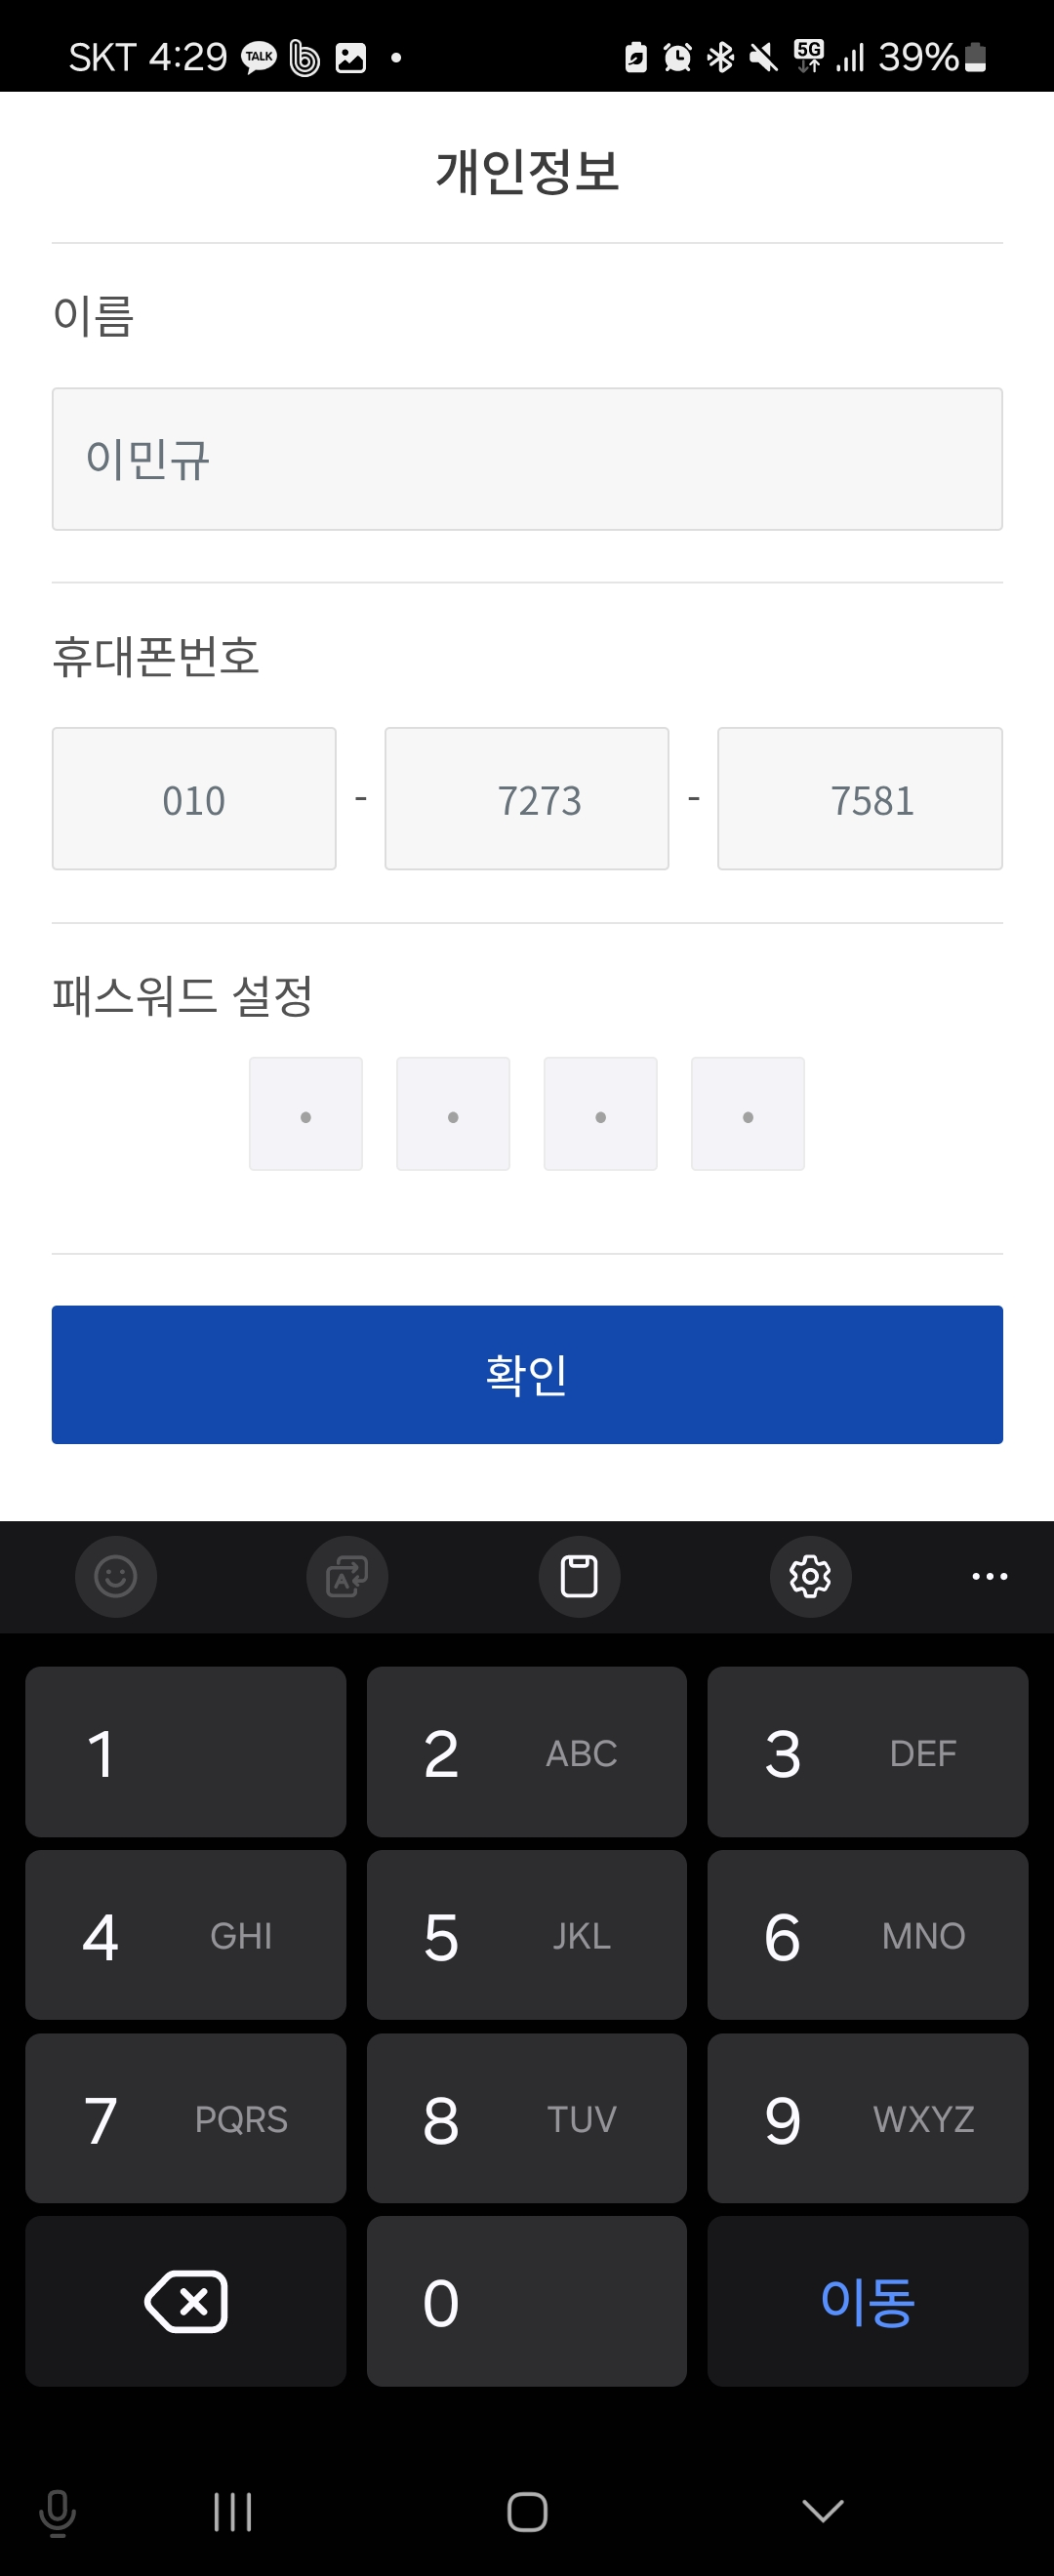 SKT 4:29 TALK 5G 39%
개인정보
이름
이민규
휴대폰번호
010 - 7273 - 7581
패스워드 설정
확인
1 2 ABC 3 DEF
4 GHI 5 JKL 6 MNO
7 PQRS 8 TUV 9 WXYZ
0 이동